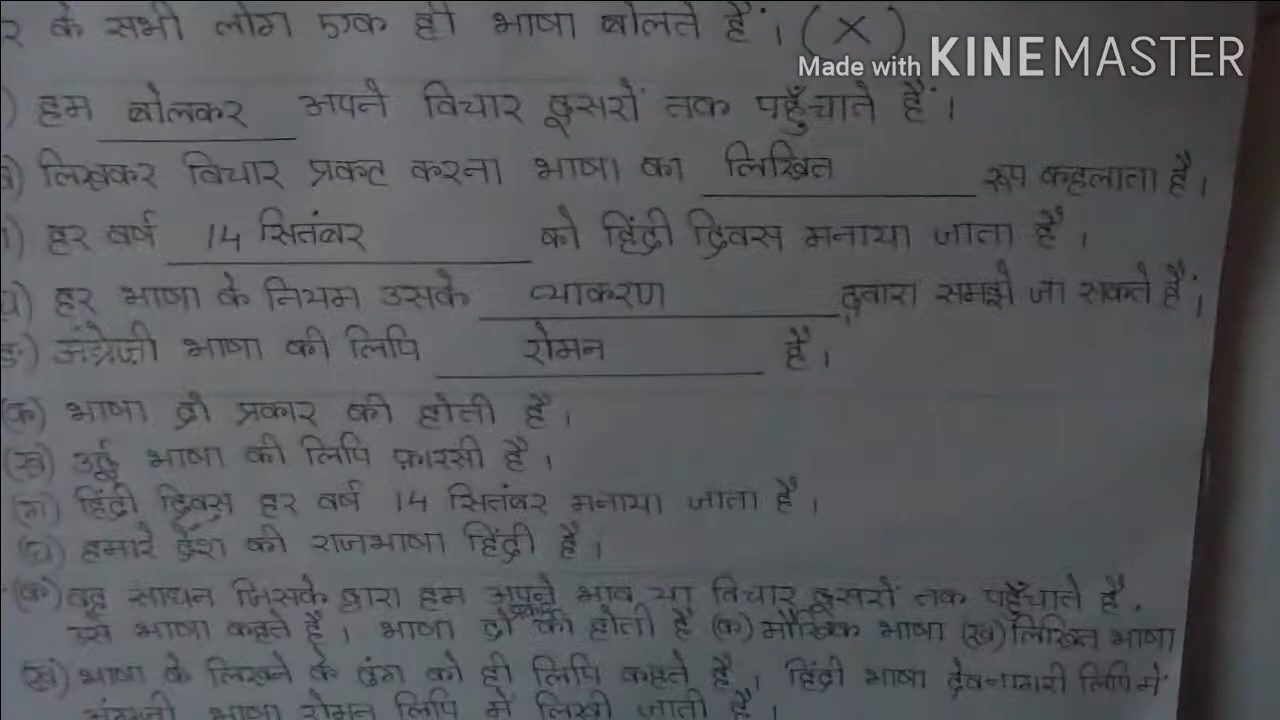 र के सभी लोग एक ही भाषा बोलते हैं। (X)
Made with KINEMASTER
) हम बोलकर अपने विचार दूसरों तक पहुँचाते हैं।
) लिखकर विचार प्रकट करना भाषा का लिखित रूप कहलाता है।
) हर वर्ष 14 सितंबर को हिंदी दिवस मनाया जाता है।
घ) हर भाषा के नियम उसके व्याकरण द्वारा समझे जा सकते हैं।
ङ) अंग्रेज़ी भाषा की लिपि रोमन है।
(क) भाषा दो प्रकार की होती है।
(ख) उर्दू भाषा की लिपि फ़ारसी है।
(ग) हिंदी दिवस हर वर्ष 14 सितंबर मनाया जाता है।
(घ) हमारे देश की राजभाषा हिंदी है।
(क) वह साधन जिसके द्वारा हम अपने भाव या विचार दूसरों तक पहुँचाते है,
उसे भाषा कहते है। भाषा दो प्रकार की होती है (क) मौखिक भाषा (ख) लिखित भाषा
(ख) भाषा के लिखने के ढंग को ही लिपि कहते है। हिंदी भाषा देवनागरी लिपि में
भाषा रोमन लिपि में लिखी जाती है।